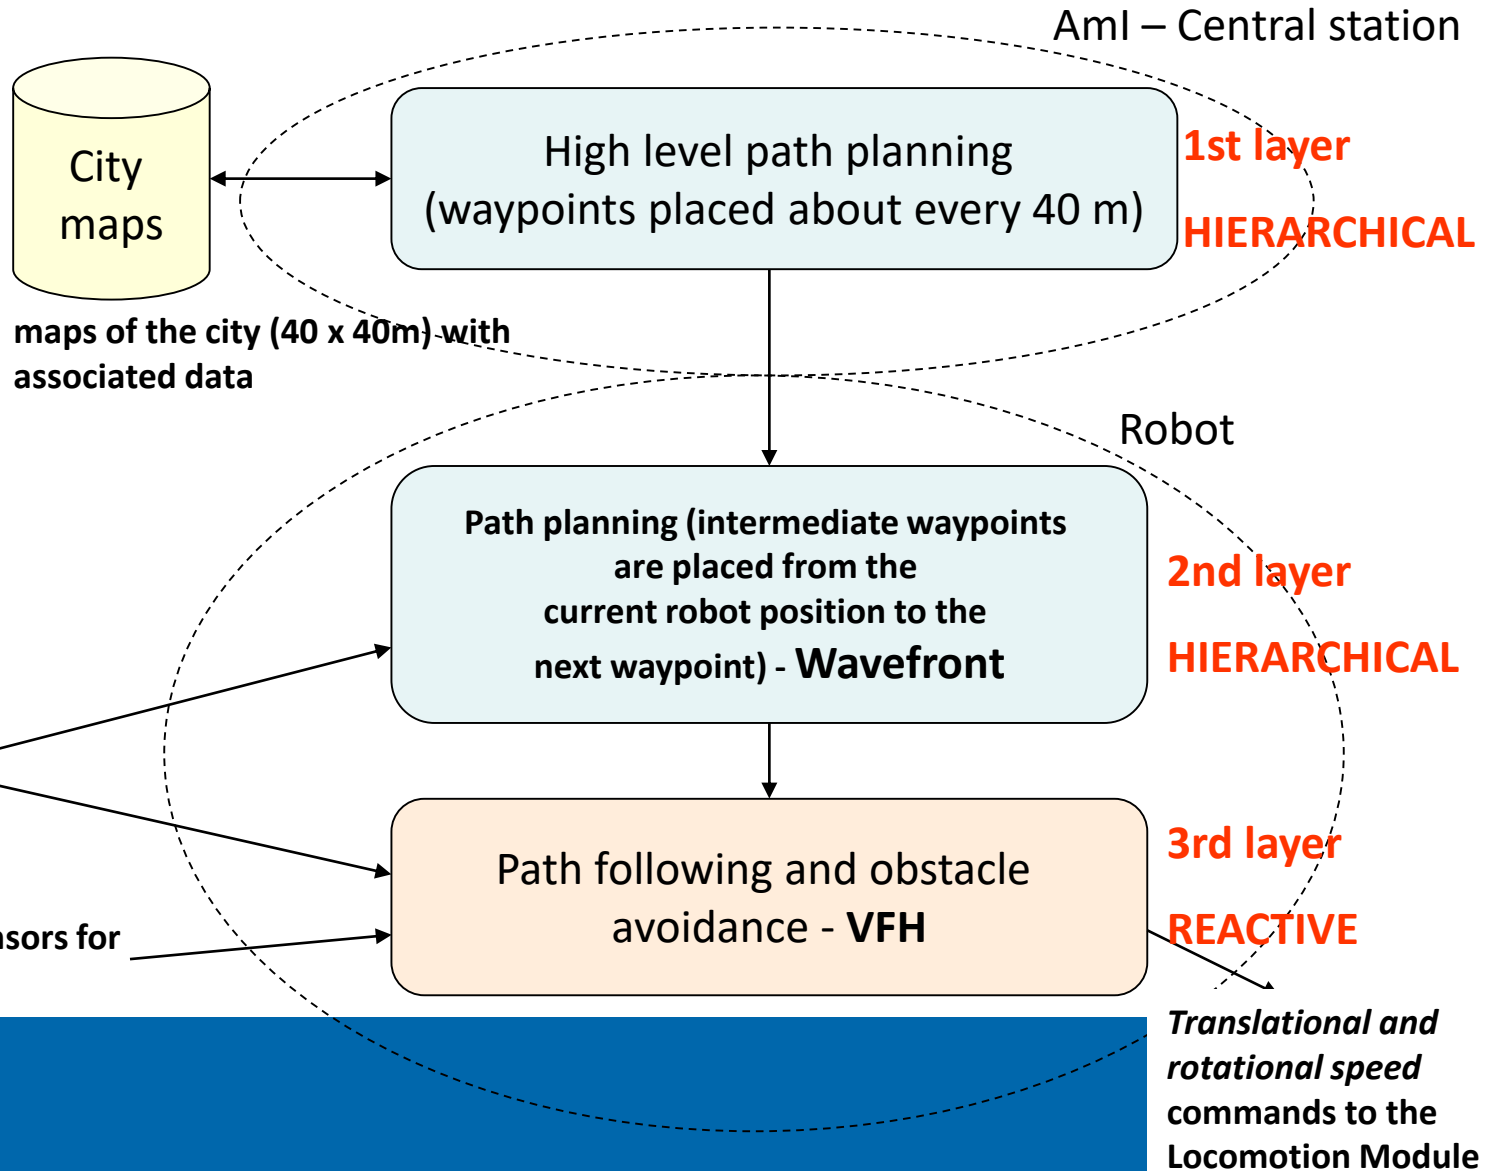 AmI – Central station
City
maps
High level path planning
(waypoints placed about every 40 m)
1st layer
HIERARCHICAL
maps of the city (40 x 40m) with
associated data
Robot
Path planning (intermediate waypoints
are placed from the
current robot position to the
next waypoint) - Wavefront
2nd layer
HIERARCHICAL
Path following and obstacle
avoidance - VFH
3rd layer
REACTIVE
for
Translational and
rotational speed
commands to the
Locomotion Module